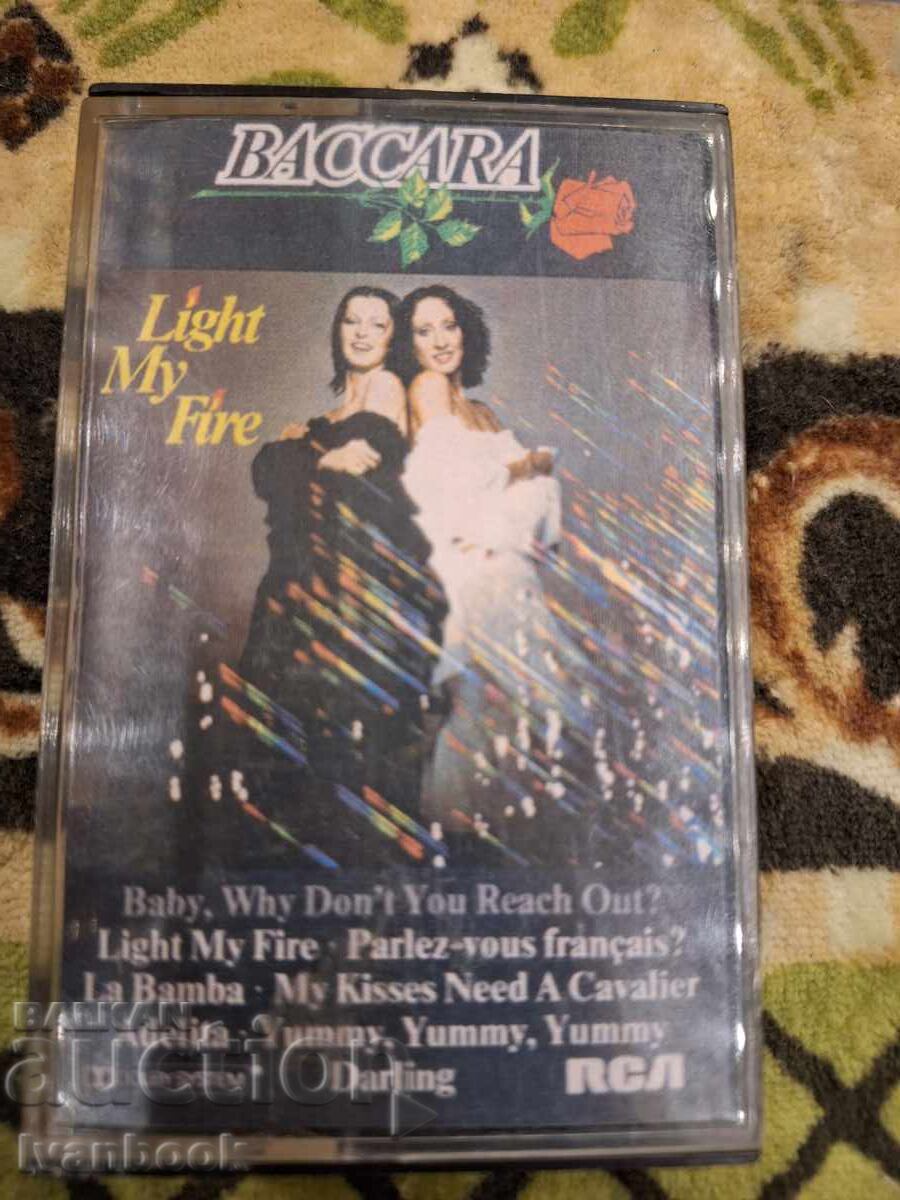 BACCARA
Light
My
Fire
Baby, Why Don't You Reach Out?
Light My Fire · Parlez-vous français?
La Bamba · My Kisses Need A Cavalier
Adelita · Yummy, Yummy, Yummy
Darling
RCA
BALKAN
auction
Ivanbook